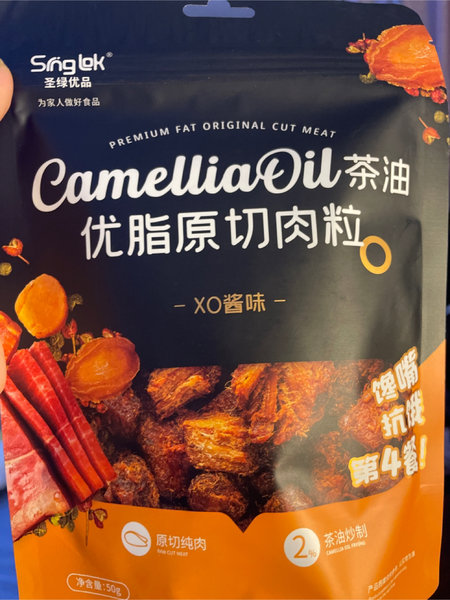 Singlok®
圣绿优品
为家人做好食品
PREMIUM FAT ORIGINAL CUT MEAT
CamelliaOil茶油
优脂原切肉粒
XO酱味
馋嘴
抗饿
第4餐!
原切纯肉
RAW CUT MEAT
2%
茶油炒制
CAMELLIA OIL FRYING
净含量:50g